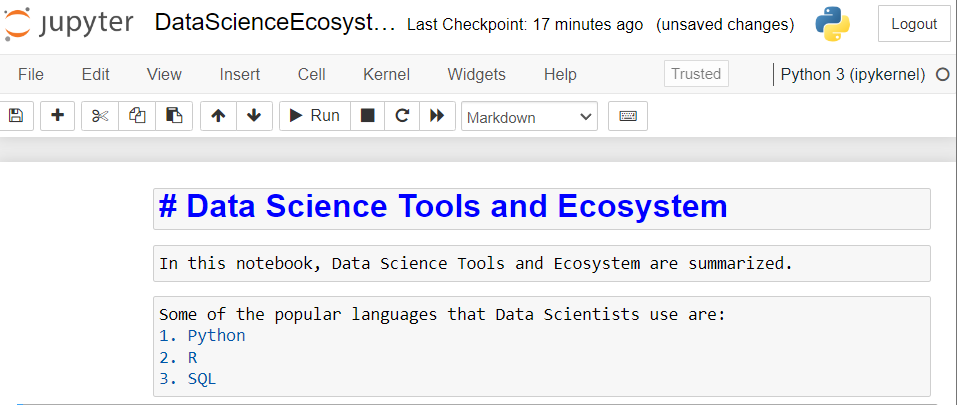 jupyter DataScienceEcosyst... Last Checkpoint: 17 minutes ago (unsaved changes) Logout
File Edit View Insert Cell Kernel Widgets Help Trusted Python 3 (ipykernel)
Run Markdown
# Data Science Tools and Ecosystem
In this notebook, Data Science Tools and Ecosystem are summarized.
Some of the popular languages that Data Scientists use are:
1. Python
2. R
3. SQL